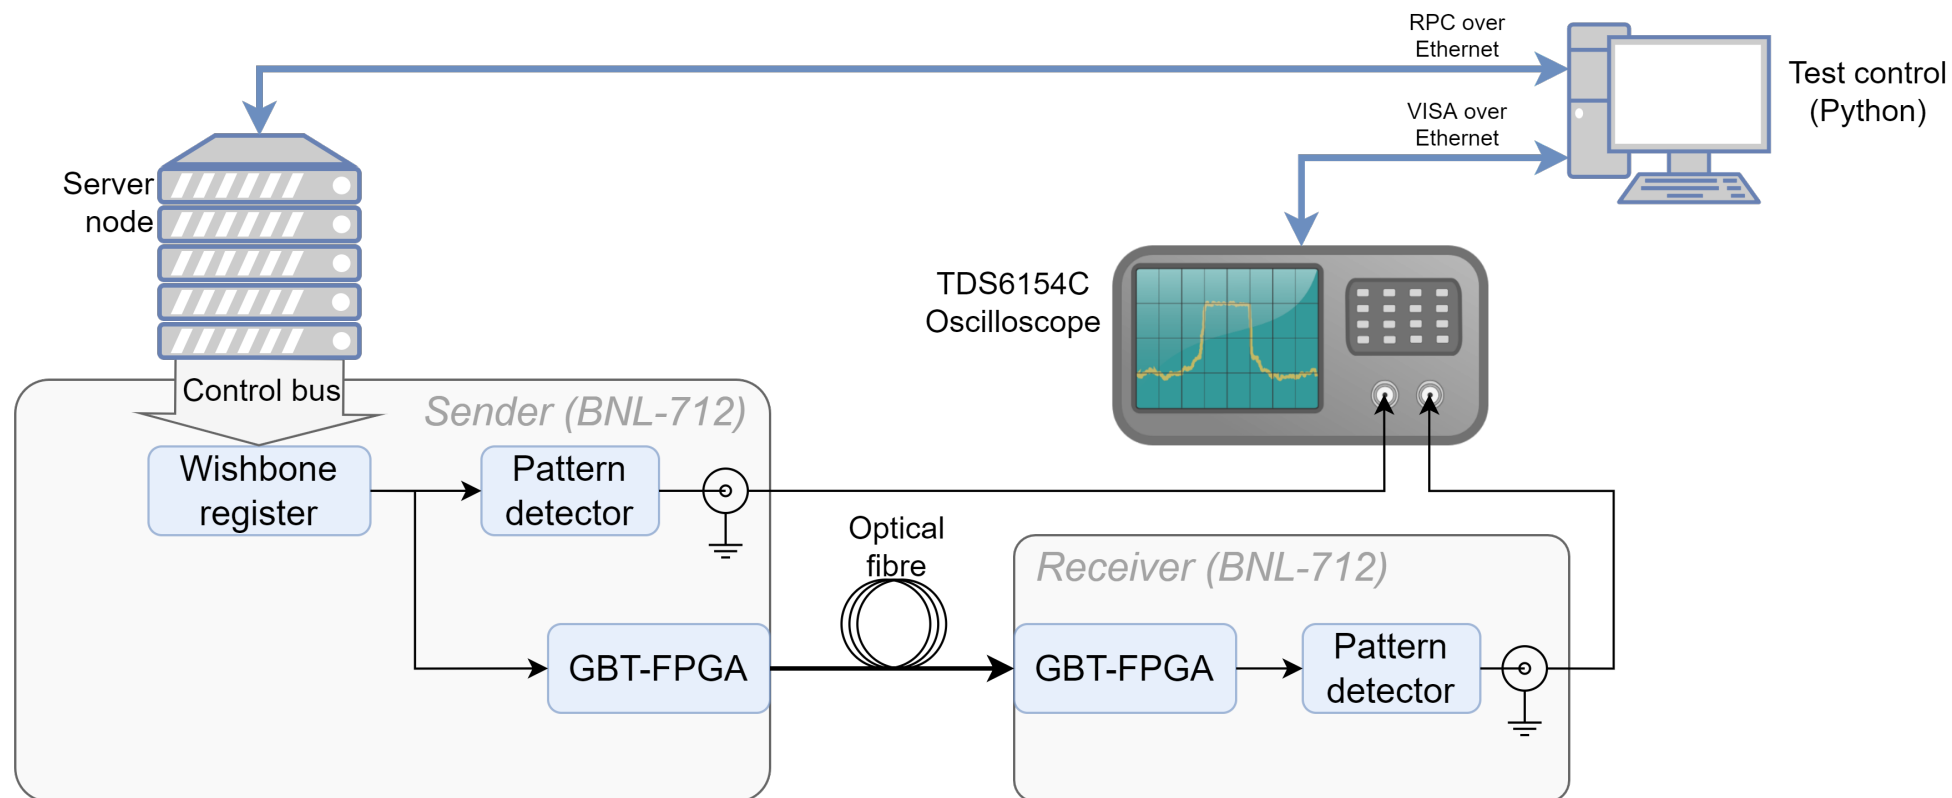 RPC over
Ethernet
Test control
(Python)
VISA over
Ethernet
Server
node
TDS6154C
Oscilloscope
Control bus
Sender (BNL-712)
Wishbone
register
Pattern
detector
Optical
fibre
Receiver (BNL-712)
GBT-FPGA
GBT-FPGA
Pattern
detector